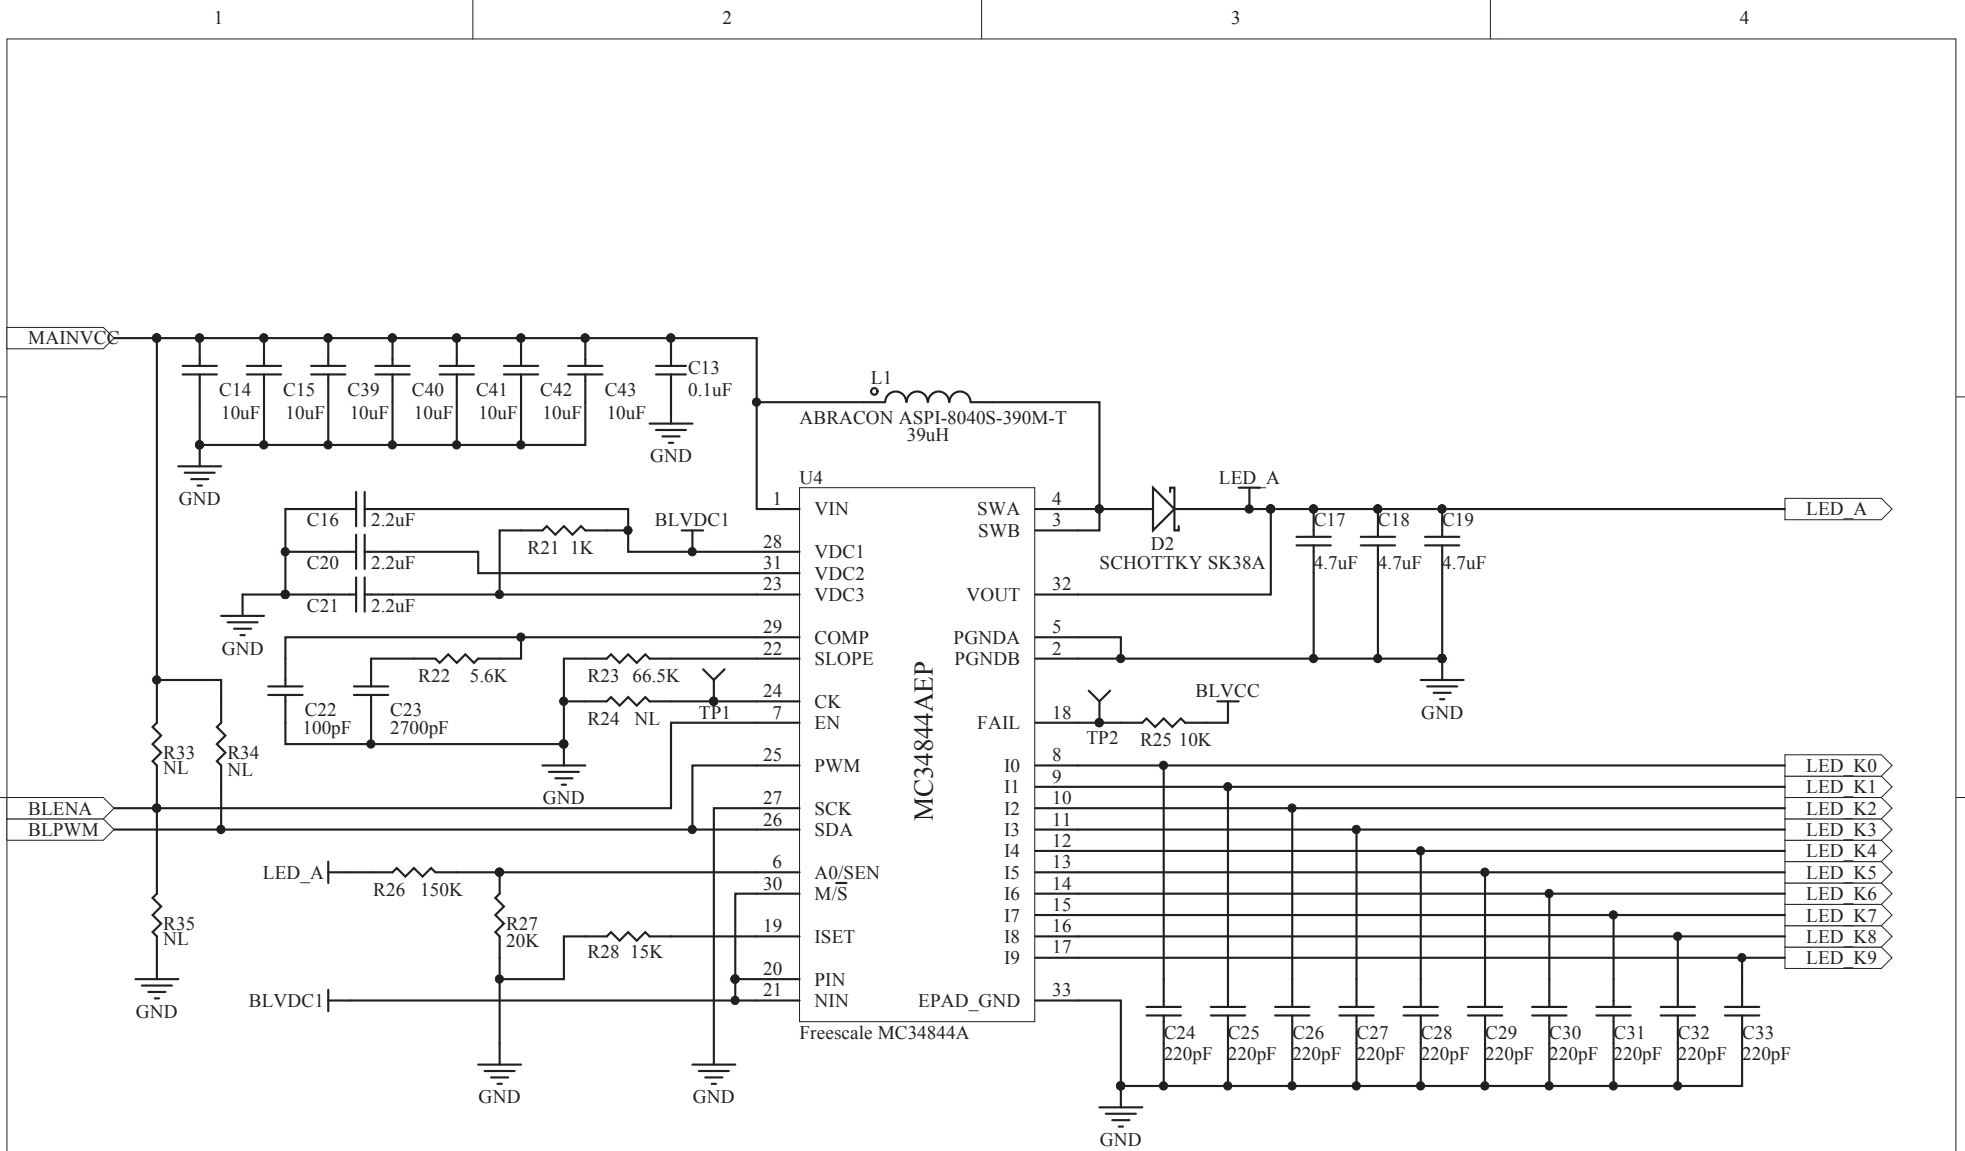 1 2 3 4
MAINVCC
C14 C15 C39 C40 C41 C42 C43 C13
10uF 10uF 10uF 10uF 10uF 10uF 10uF 0.1uF
GND
GND
L1
ABRACON ASPI-8040S-390M-T
39uH
U4
C16 2.2uF
R21 1K
BLVDC1
C20 2.2uF
C21 2.2uF
GND
R22 5.6K
R23 66.5K
C22
100pF
C23
2700pF
R24 NL
TP1
GND
R33
NL
R34
NL
BLENA
BLPWM
LED_A
R26 150K
R27
20K
R28 15K
R35
NL
GND
BLVDC1
GND
GND
1 VIN
28 VDC1
31 VDC2
23 VDC3
29 COMP
22 SLOPE
24 CK
7 EN
25 PWM
27 SCK
26 SDA
6 A0/SEN
30 M/S
19 ISET
20 PIN
21 NIN
MC34844AEP
SWA 4
SWB 3
VOUT 32
PGNDA 5
PGNDB 2
FAIL 18
I0 8
I1 9
I2 10
I3 11
I4 12
I5 13
I6 14
I7 15
I8 16
I9 17
EPAD_GND 33
Freescale MC34844A
LED_A
D2
SCHOTTKY SK38A
C17 C18 C19
4.7uF 4.7uF 4.7uF
GND
LED_A
BLVCC
TP2
R25 10K
LED_K0
LED_K1
LED_K2
LED_K3
LED_K4
LED_K5
LED_K6
LED_K7
LED_K8
LED_K9
C24 C25 C26 C27 C28 C29 C30 C31 C32 C33
220pF 220pF 220pF 220pF 220pF 220pF 220pF 220pF 220pF 220pF
GND